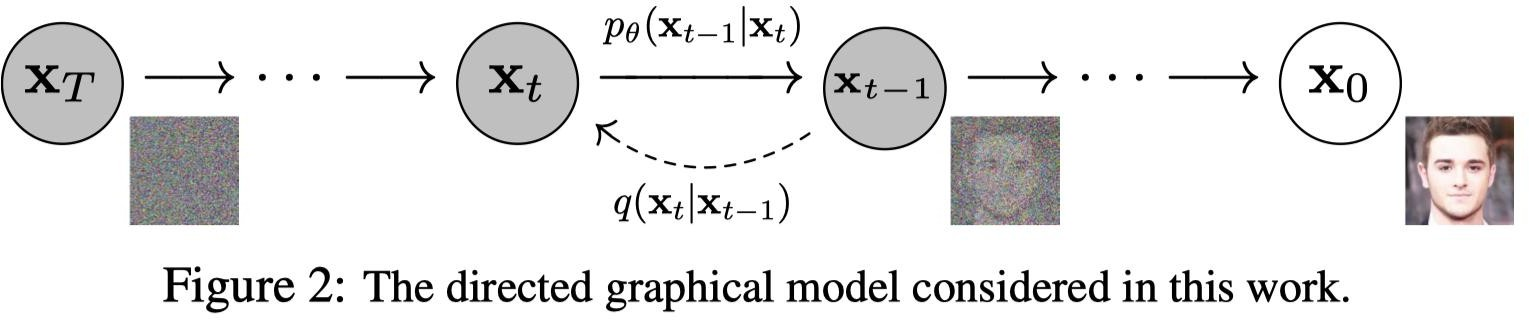 p_θ(x_{t−1}|x_t)
x_T → ⋯ → x_t → x_{t−1} → ⋯ → x_0
q(x_t|x_{t−1})
Figure 2: The directed graphical model considered in this work.